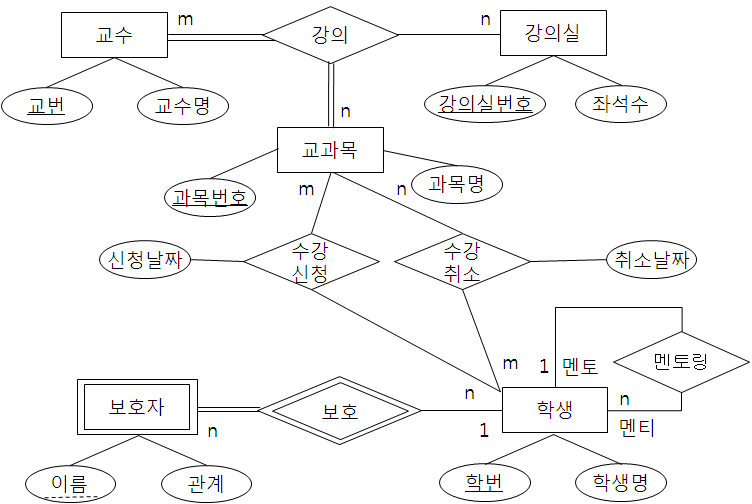 교수
m
강의
n
강의실
교번
교수명
강의실번호
좌석수
n
교과목
과목번호
m
n
과목명
신청날짜
수강
신청
수강
취소
취소날짜
m
1 멘토
멘토링
보호자
n
보호
n
1
학생
n
멘티
이름
관계
학번
학생명